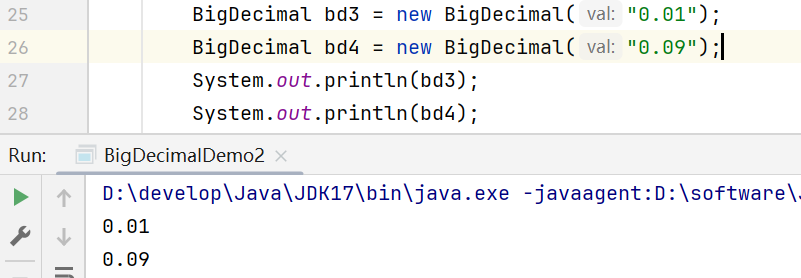 25 BigDecimal bd3 = new BigDecimal( val: "0.01");
26 BigDecimal bd4 = new BigDecimal( val: "0.09");
27 System.out.println(bd3);
28 System.out.println(bd4);
Run: BigDecimalDemo2 ×
D:\develop\Java\JDK17\bin\java.exe -javaagent:D:\software\
0.01
0.09